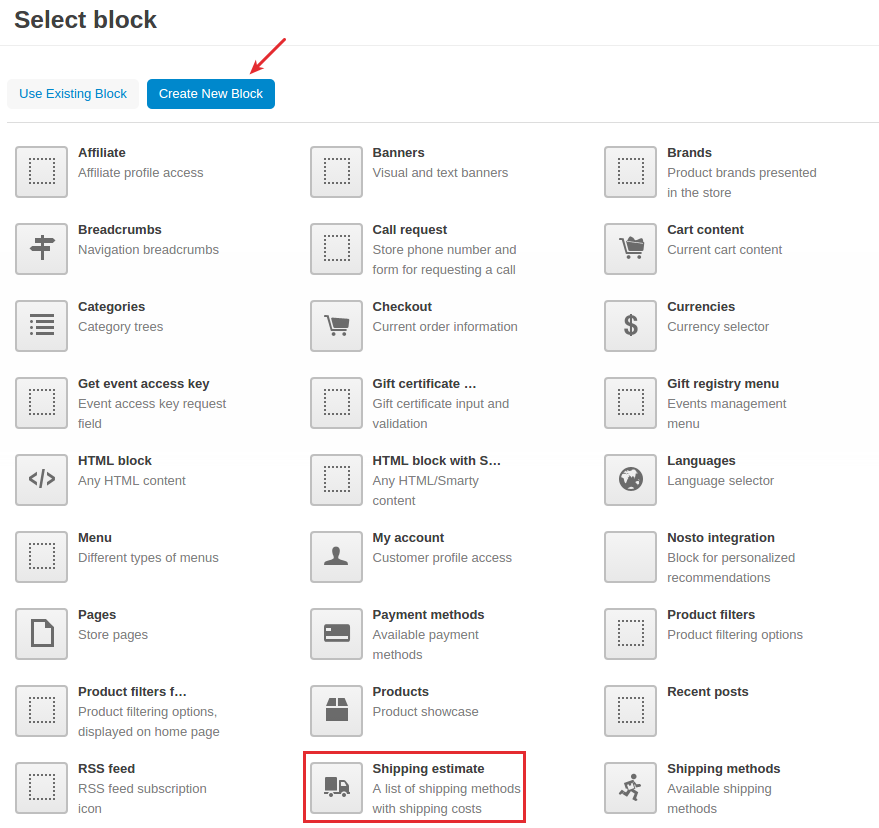 Select block
Use Existing Block
Create New Block
Affiliate
Affiliate profile access
Banners
Visual and text banners
Brands
Product brands presented
in the store
Breadcrumbs
Navigation breadcrumbs
Call request
Store phone number and
form for requesting a call
Cart content
Current cart content
Categories
Category trees
Checkout
Current order information
Currencies
Currency selector
Get event access key
Event access key request
field
Gift certificate ...
Gift certificate input and
validation
Gift registry menu
Events management
menu
HTML block
Any HTML content
HTML block with S...
Any HTML/Smarty
content
Languages
Language selector
Menu
Different types of menus
My account
Customer profile access
Nosto integration
Block for personalized
recommendations
Pages
Store pages
Payment methods
Available payment
methods
Product filters
Product filtering options
Product filters f...
Product filtering options,
displayed on home page
Products
Product showcase
Recent posts
RSS feed
RSS feed subscription
icon
Shipping estimate
A list of shipping methods
with shipping costs
Shipping methods
Available shipping
methods